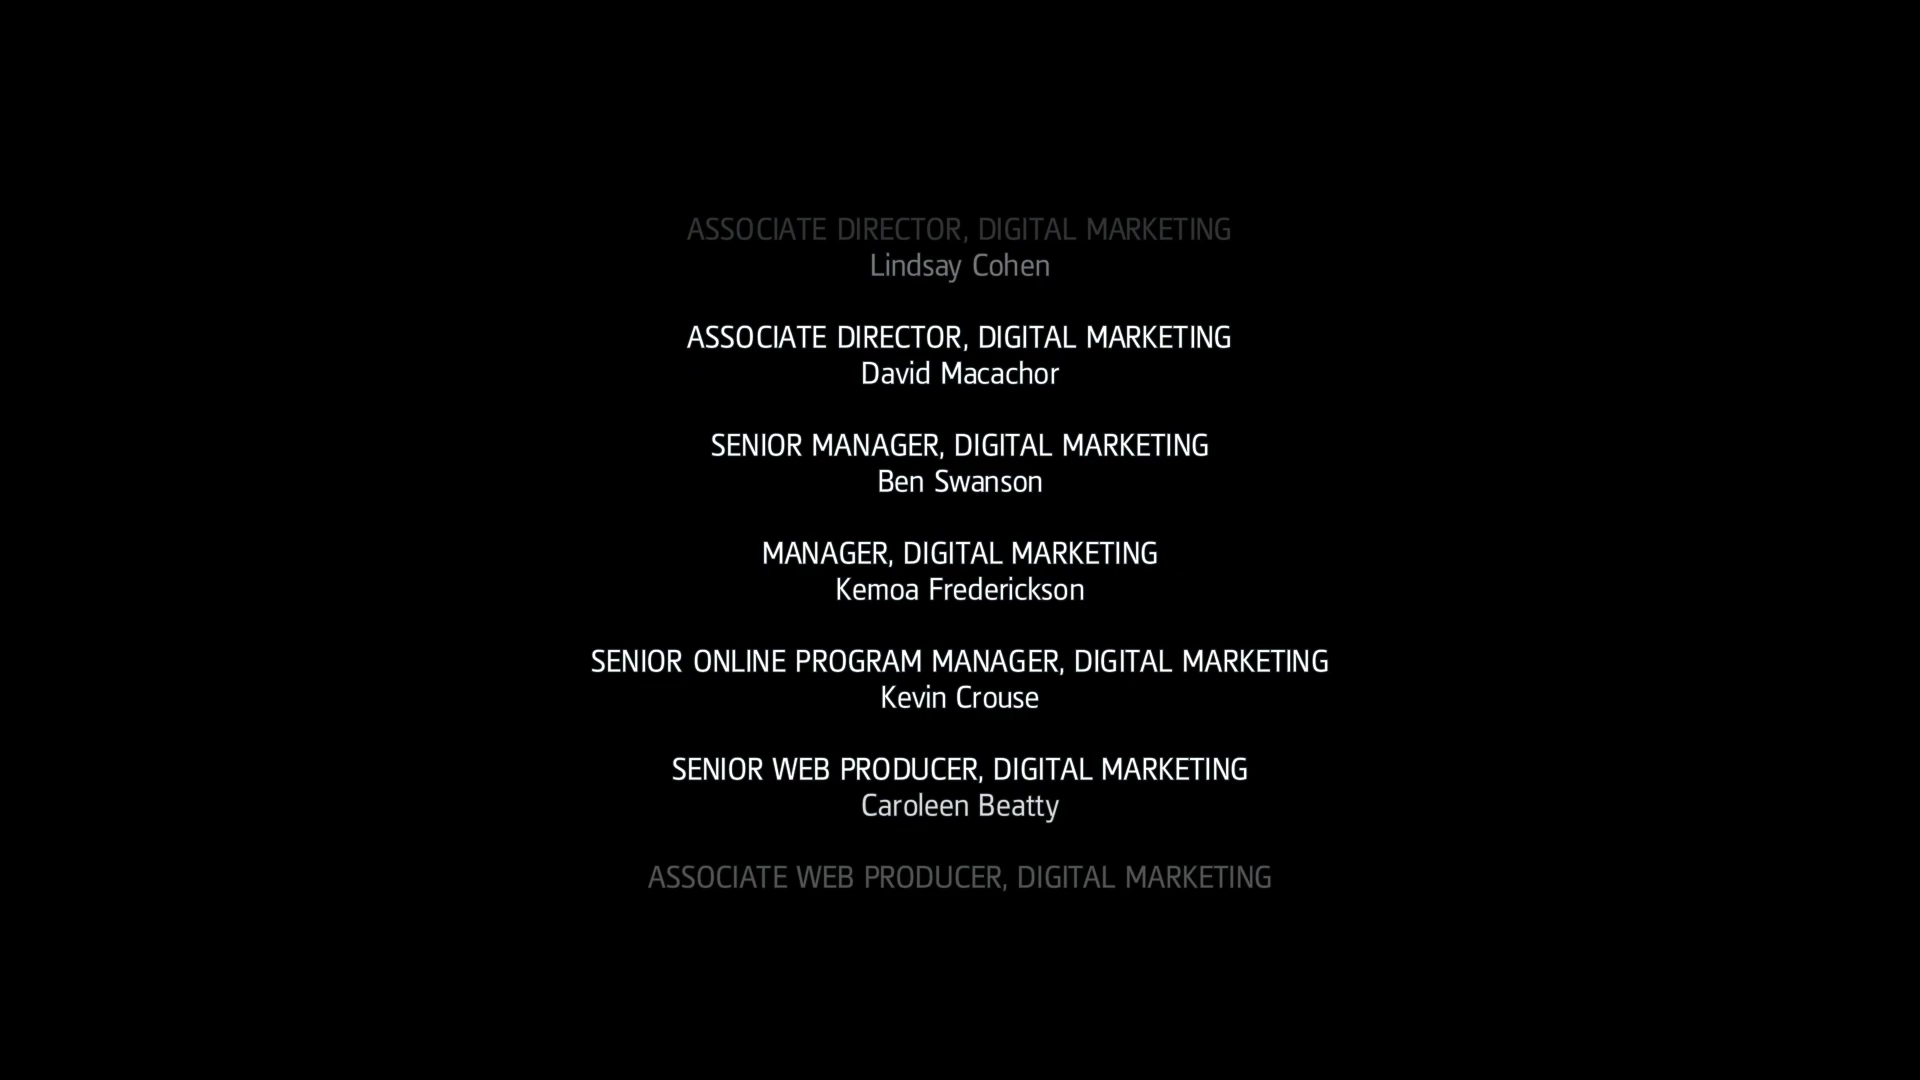 ASSOCIATE DIRECTOR, DIGITAL MARKETING
Lindsay Cohen
ASSOCIATE DIRECTOR, DIGITAL MARKETING
David Macachor
SENIOR MANAGER, DIGITAL MARKETING
Ben Swanson
MANAGER, DIGITAL MARKETING
Kemoa Frederickson
SENIOR ONLINE PROGRAM MANAGER, DIGITAL MARKETING
Kevin Crouse
SENIOR WEB PRODUCER, DIGITAL MARKETING
Caroleen Beatty
ASSOCIATE WEB PRODUCER, DIGITAL MARKETING